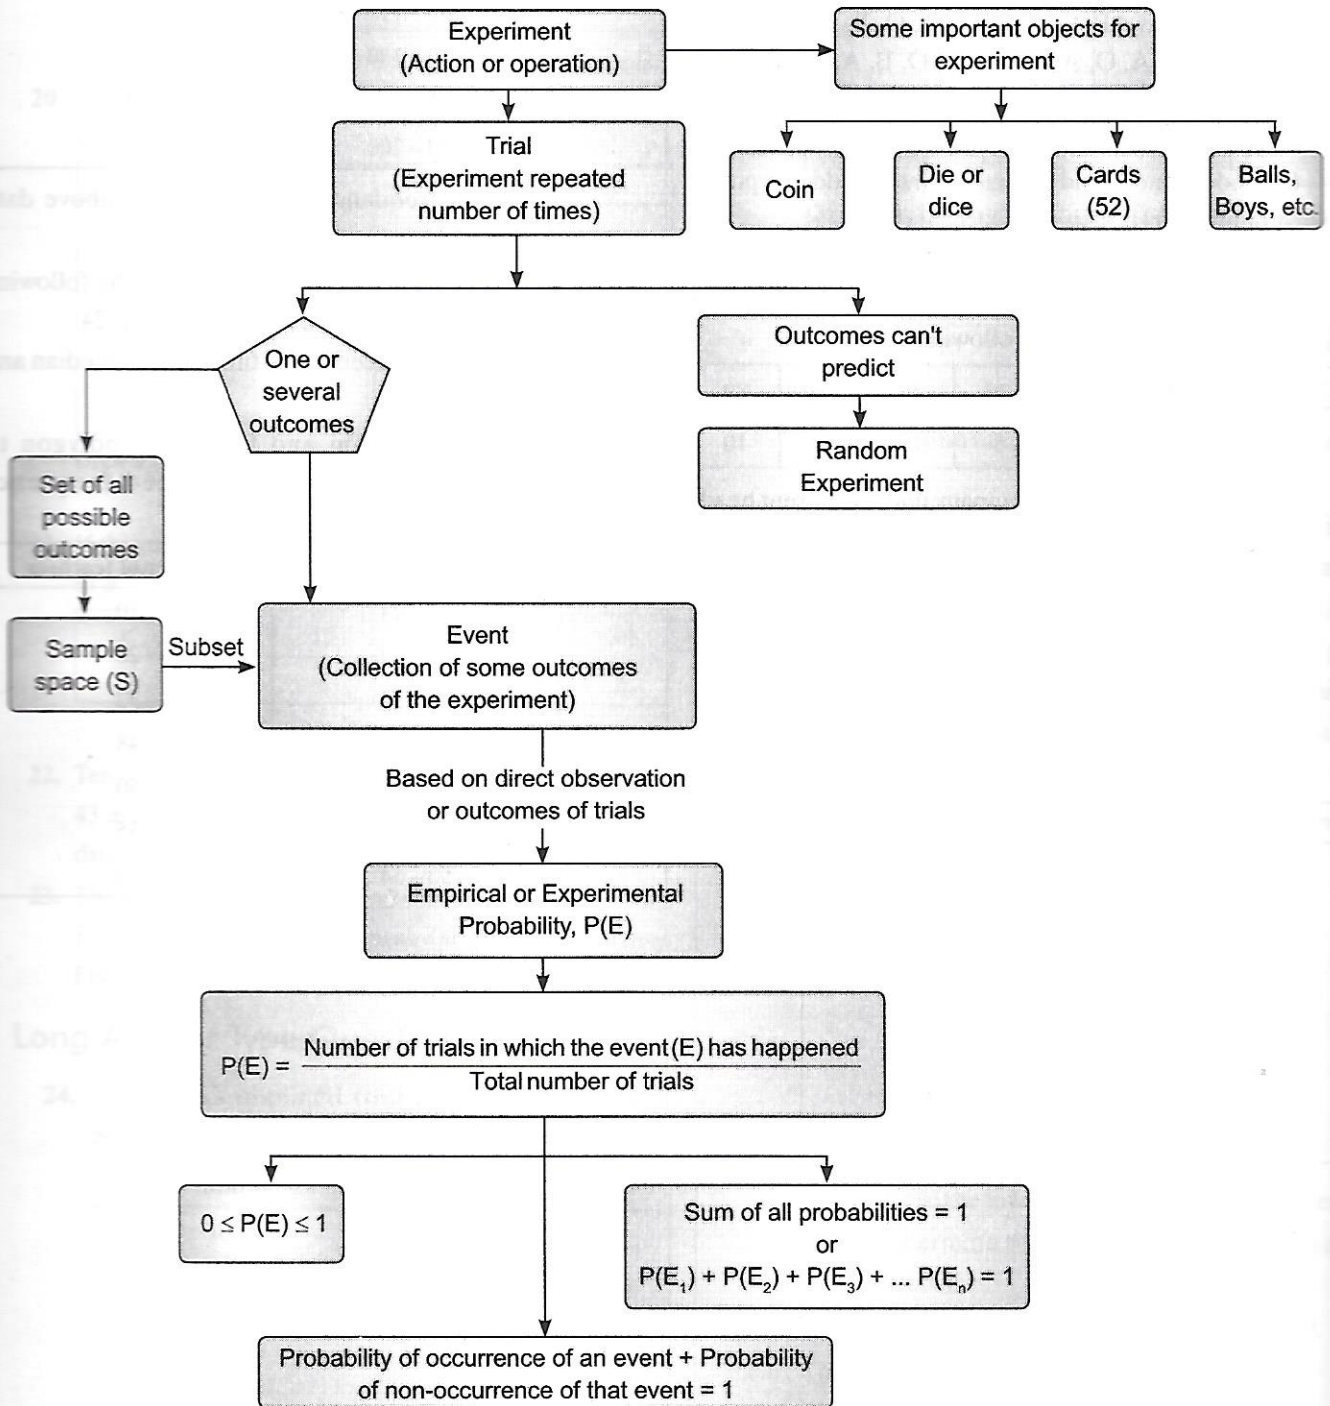 Experiment
(Action or operation)
Some important objects for
experiment
Trial
(Experiment repeated
number of times)
Coin
Die or
dice
Cards
(52)
Balls,
Boys, etc.
One or
several
outcomes
Outcomes can't
predict
Random
Experiment
Set of all
possible
outcomes
Sample
space (S)
Subset
Event
(Collection of some outcomes
of the experiment)
Based on direct observation
or outcomes of trials
Empirical or Experimental
Probability, P(E)
P(E) = Number of trials in which the event (E) has happened
Total number of trials
0 ≤ P(E) ≤ 1
Sum of all probabilities = 1
or
P(E₁) + P(E₂) + P(E₃) + ... P(Eₙ) = 1
Probability of occurrence of an event + Probability
of non-occurrence of that event = 1